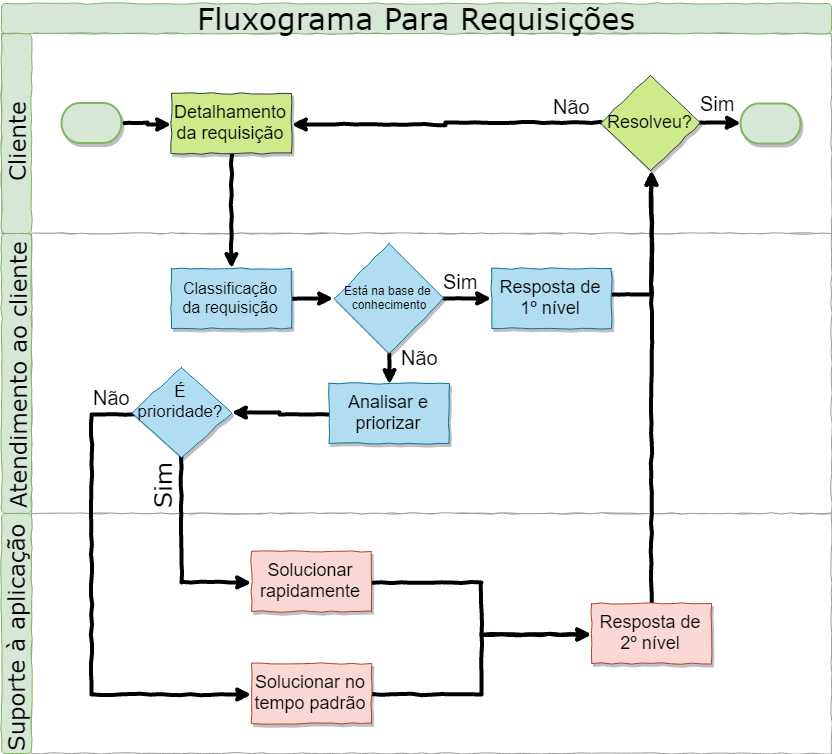 Fluxograma Para Requisições
Cliente
Detalhamento
da requisição
Não
Resolveu?
Sim
Atendimento ao cliente
Classificação
da requisição
Está na base de
conhecimento
Sim
Resposta de
1º nível
Não
Analisar e
priorizar
É
prioridade?
Não
Sim
Suporte à aplicação
Solucionar
rapidamente
Solucionar no
tempo padrão
Resposta de
2º nível